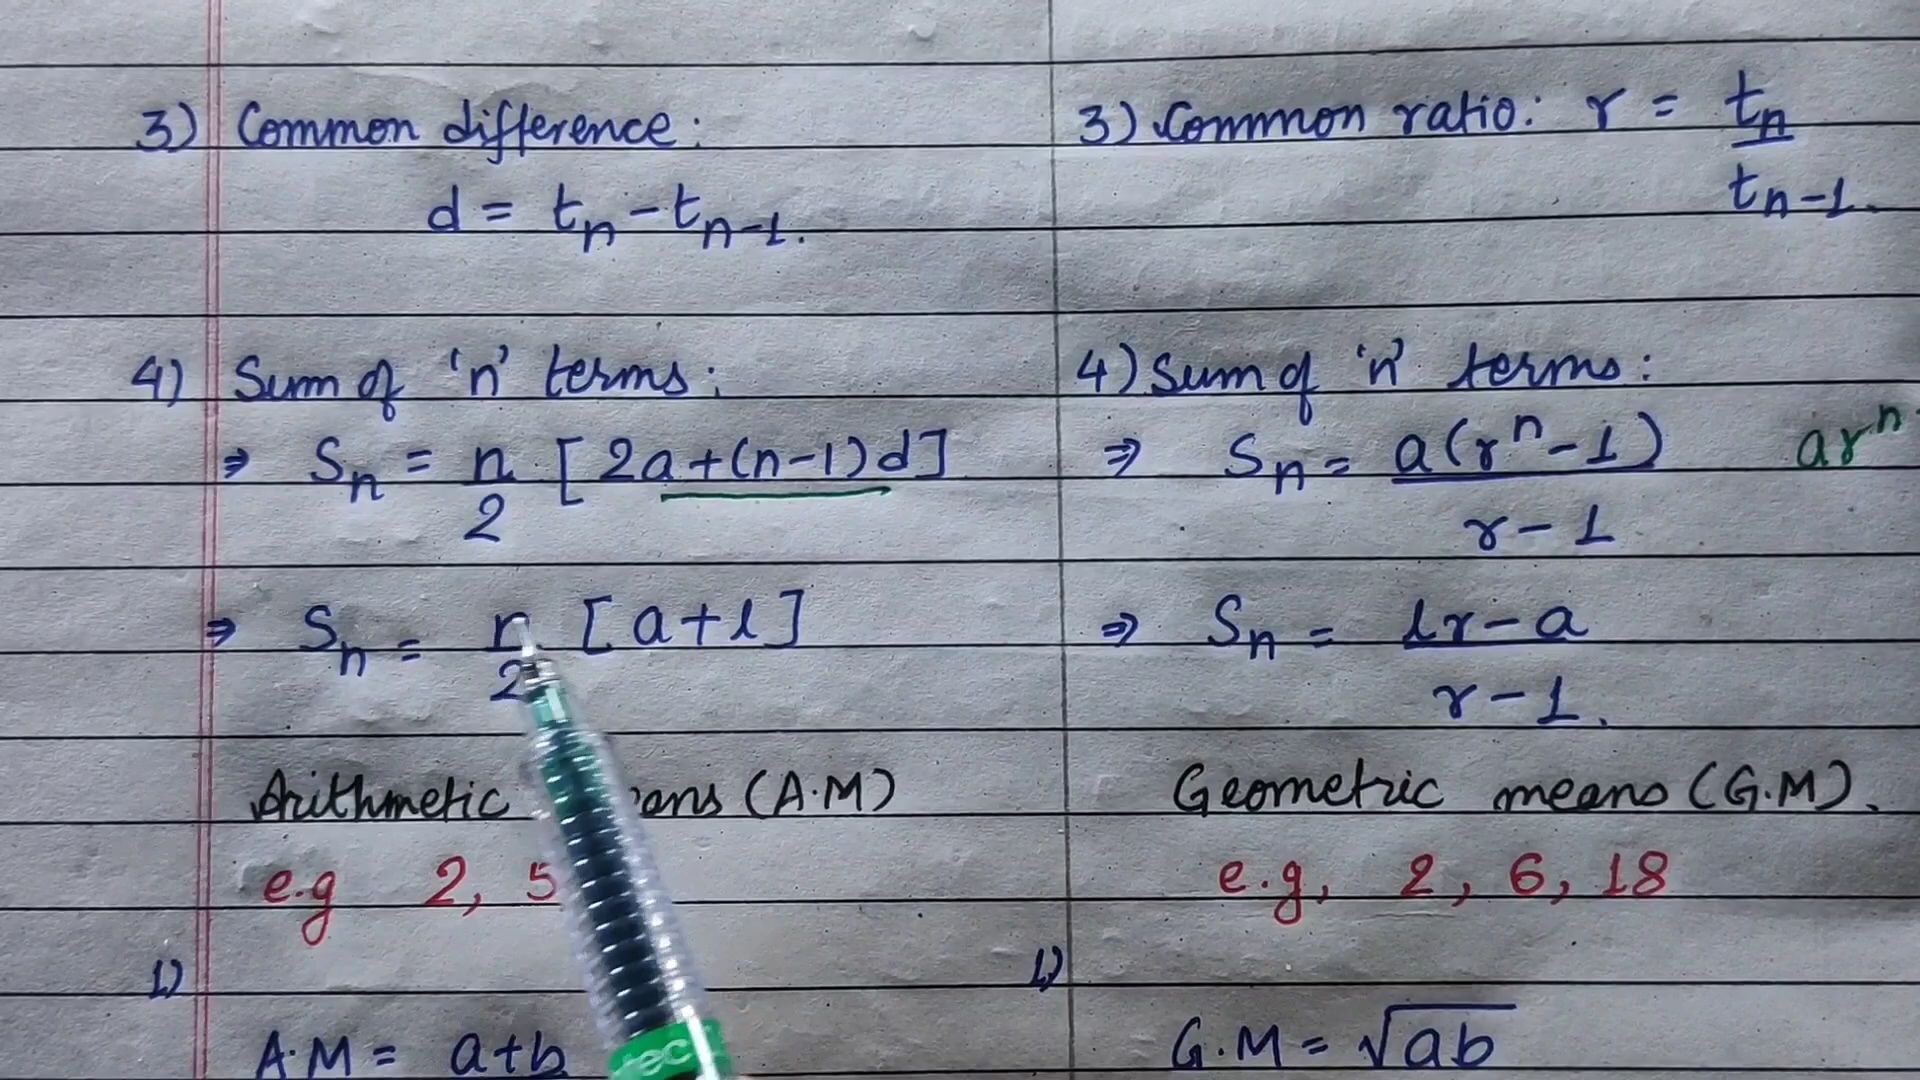 3) Common difference:
d = tn - tn-1.
4) Sum of 'n' terms:
⇒ Sn = n/2 [2a+(n-1)d]
⇒ Sn = n/2 [a+l]
Arithmetic (A.M)
e.g 2, 5
1)
A.M = a+b
3) Common ratio: r = tn/tn-1.
4) Sum of 'n' terms:
⇒ Sn = a(r^n-1)/r-1 ar^n
⇒ Sn = lr-a/r-1.
Geometric means (G.M).
e.g, 2, 6, 18
1)
G.M = √ab